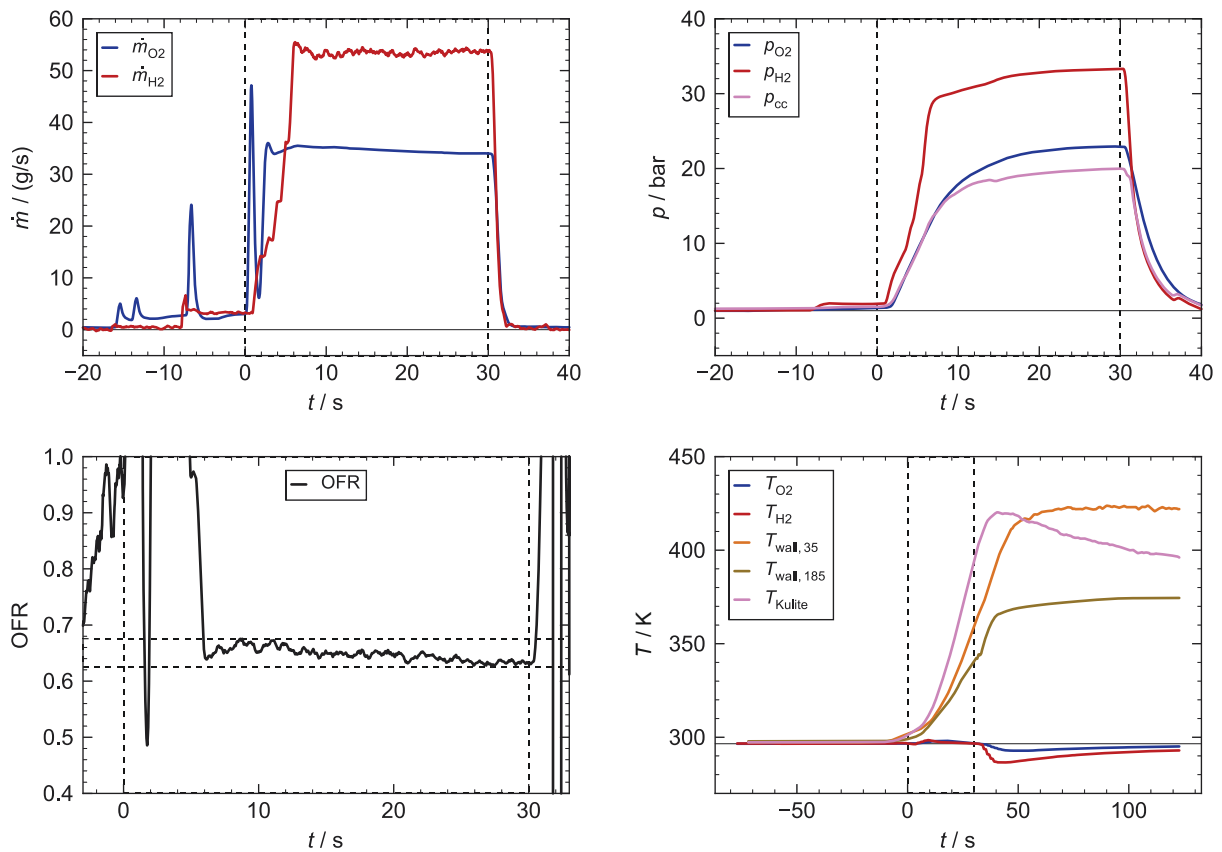 60
50
40
30
20
10
0
ṁ / (g/s)
ṁO2
ṁH2
−20 −10 0 10 20 30 40
t / s
40
30
20
10
0
p / bar
pO2
pH2
pcc
−20 −10 0 10 20 30 40
t / s
1.0
0.9
0.8
0.7
0.6
0.5
0.4
OFR
OFR
0 10 20 30
t / s
450
400
350
300
T / K
TO2
TH2
Twall, 35
Twall, 185
TKulite
−50 0 50 100
t / s